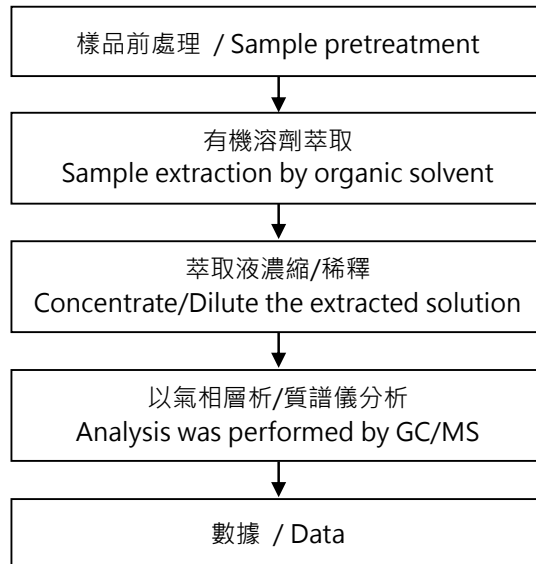 樣品前處理 / Sample pretreatment
有機溶劑萃取
Sample extraction by organic solvent
萃取液濃縮/稀釋
Concentrate/Dilute the extracted solution
以氣相層析/質譜儀分析
Analysis was performed by GC/MS
數據 / Data